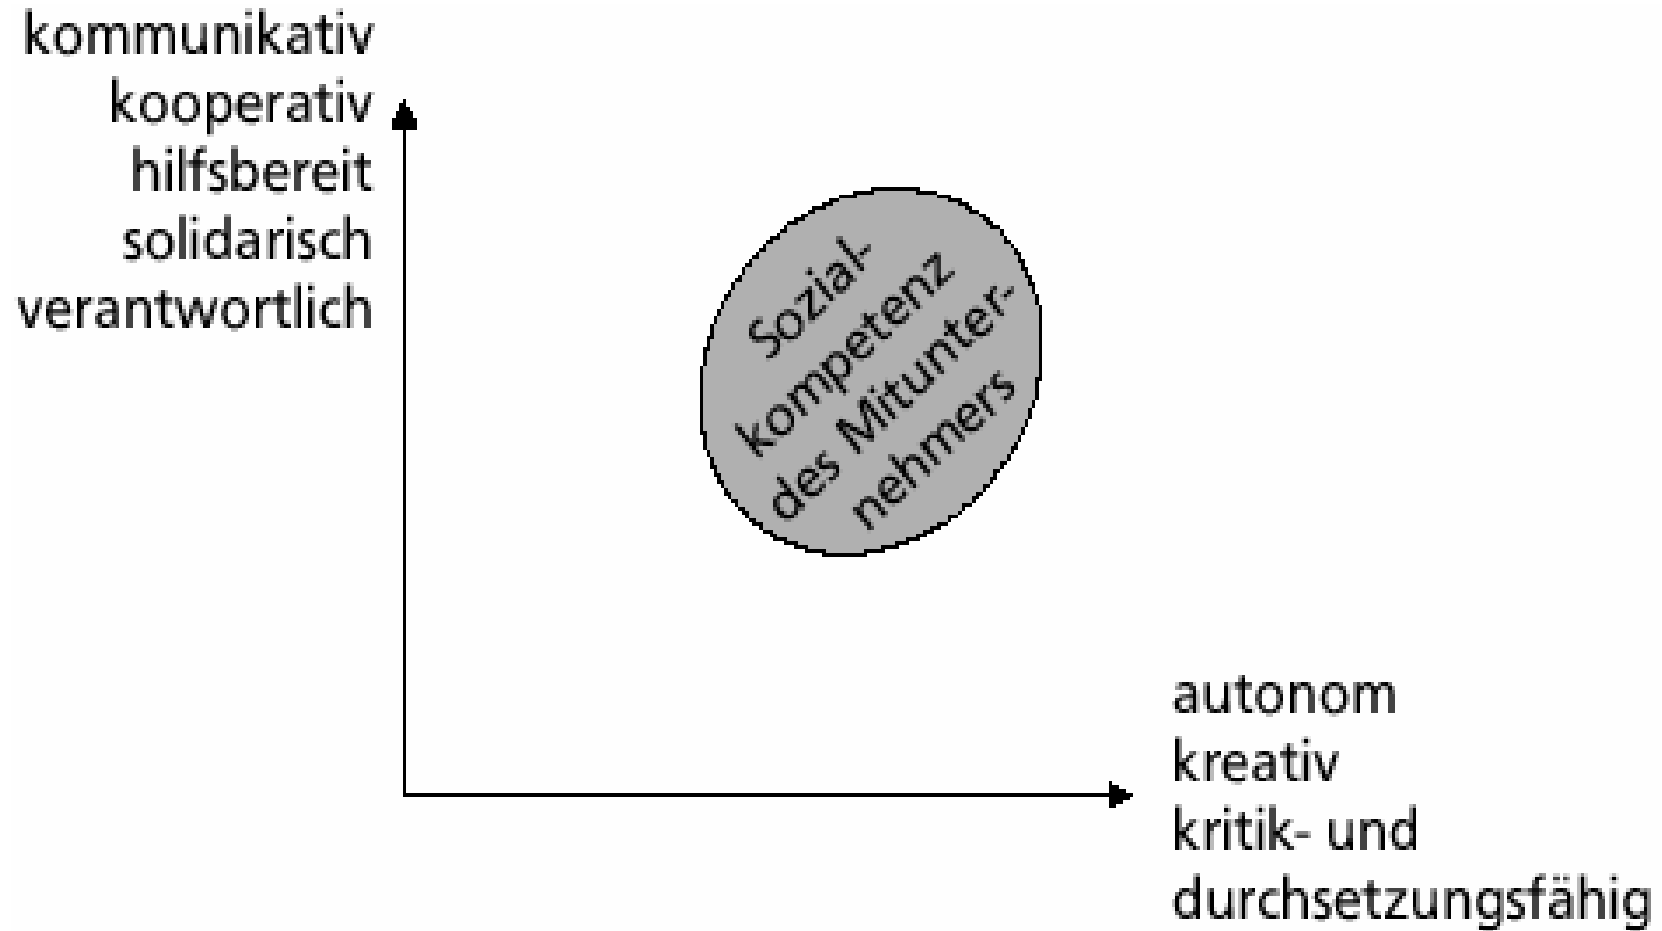 kommunikativ
kooperativ
hilfsbereit
solidarisch
verantwortlich
Sozial-
kompetenz
des Mitunter-
nehmers
autonom
kreativ
kritik- und
durchsetzungsfähig